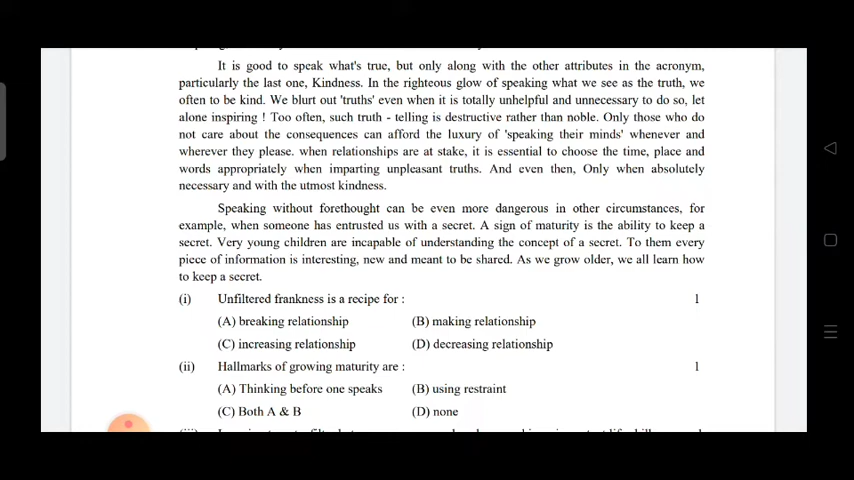 It is good to speak what's true, but only along with the other attributes in the acronym,
particularly the last one, Kindness. In the righteous glow of speaking what we see as the truth, we
often to be kind. We blurt out 'truths' even when it is totally unhelpful and unnecessary to do so, let
alone inspiring ! Too often, such truth - telling is destructive rather than noble. Only those who do
not care about the consequences can afford the luxury of 'speaking their minds' whenever and
wherever they please. when relationships are at stake, it is essential to choose the time, place and
words appropriately when imparting unpleasant truths. And even then, Only when absolutely
necessary and with the utmost kindness.
Speaking without forethought can be even more dangerous in other circumstances, for
example, when someone has entrusted us with a secret. A sign of maturity is the ability to keep a
secret. Very young children are incapable of understanding the concept of a secret. To them every
piece of information is interesting, new and meant to be shared. As we grow older, we all learn how
to keep a secret.
(i) Unfiltered frankness is a recipe for : 1
(A) breaking relationship (B) making relationship
(C) increasing relationship (D) decreasing relationship
(ii) Hallmarks of growing maturity are : 1
(A) Thinking before one speaks (B) using restraint
(C) Both A & B (D) none